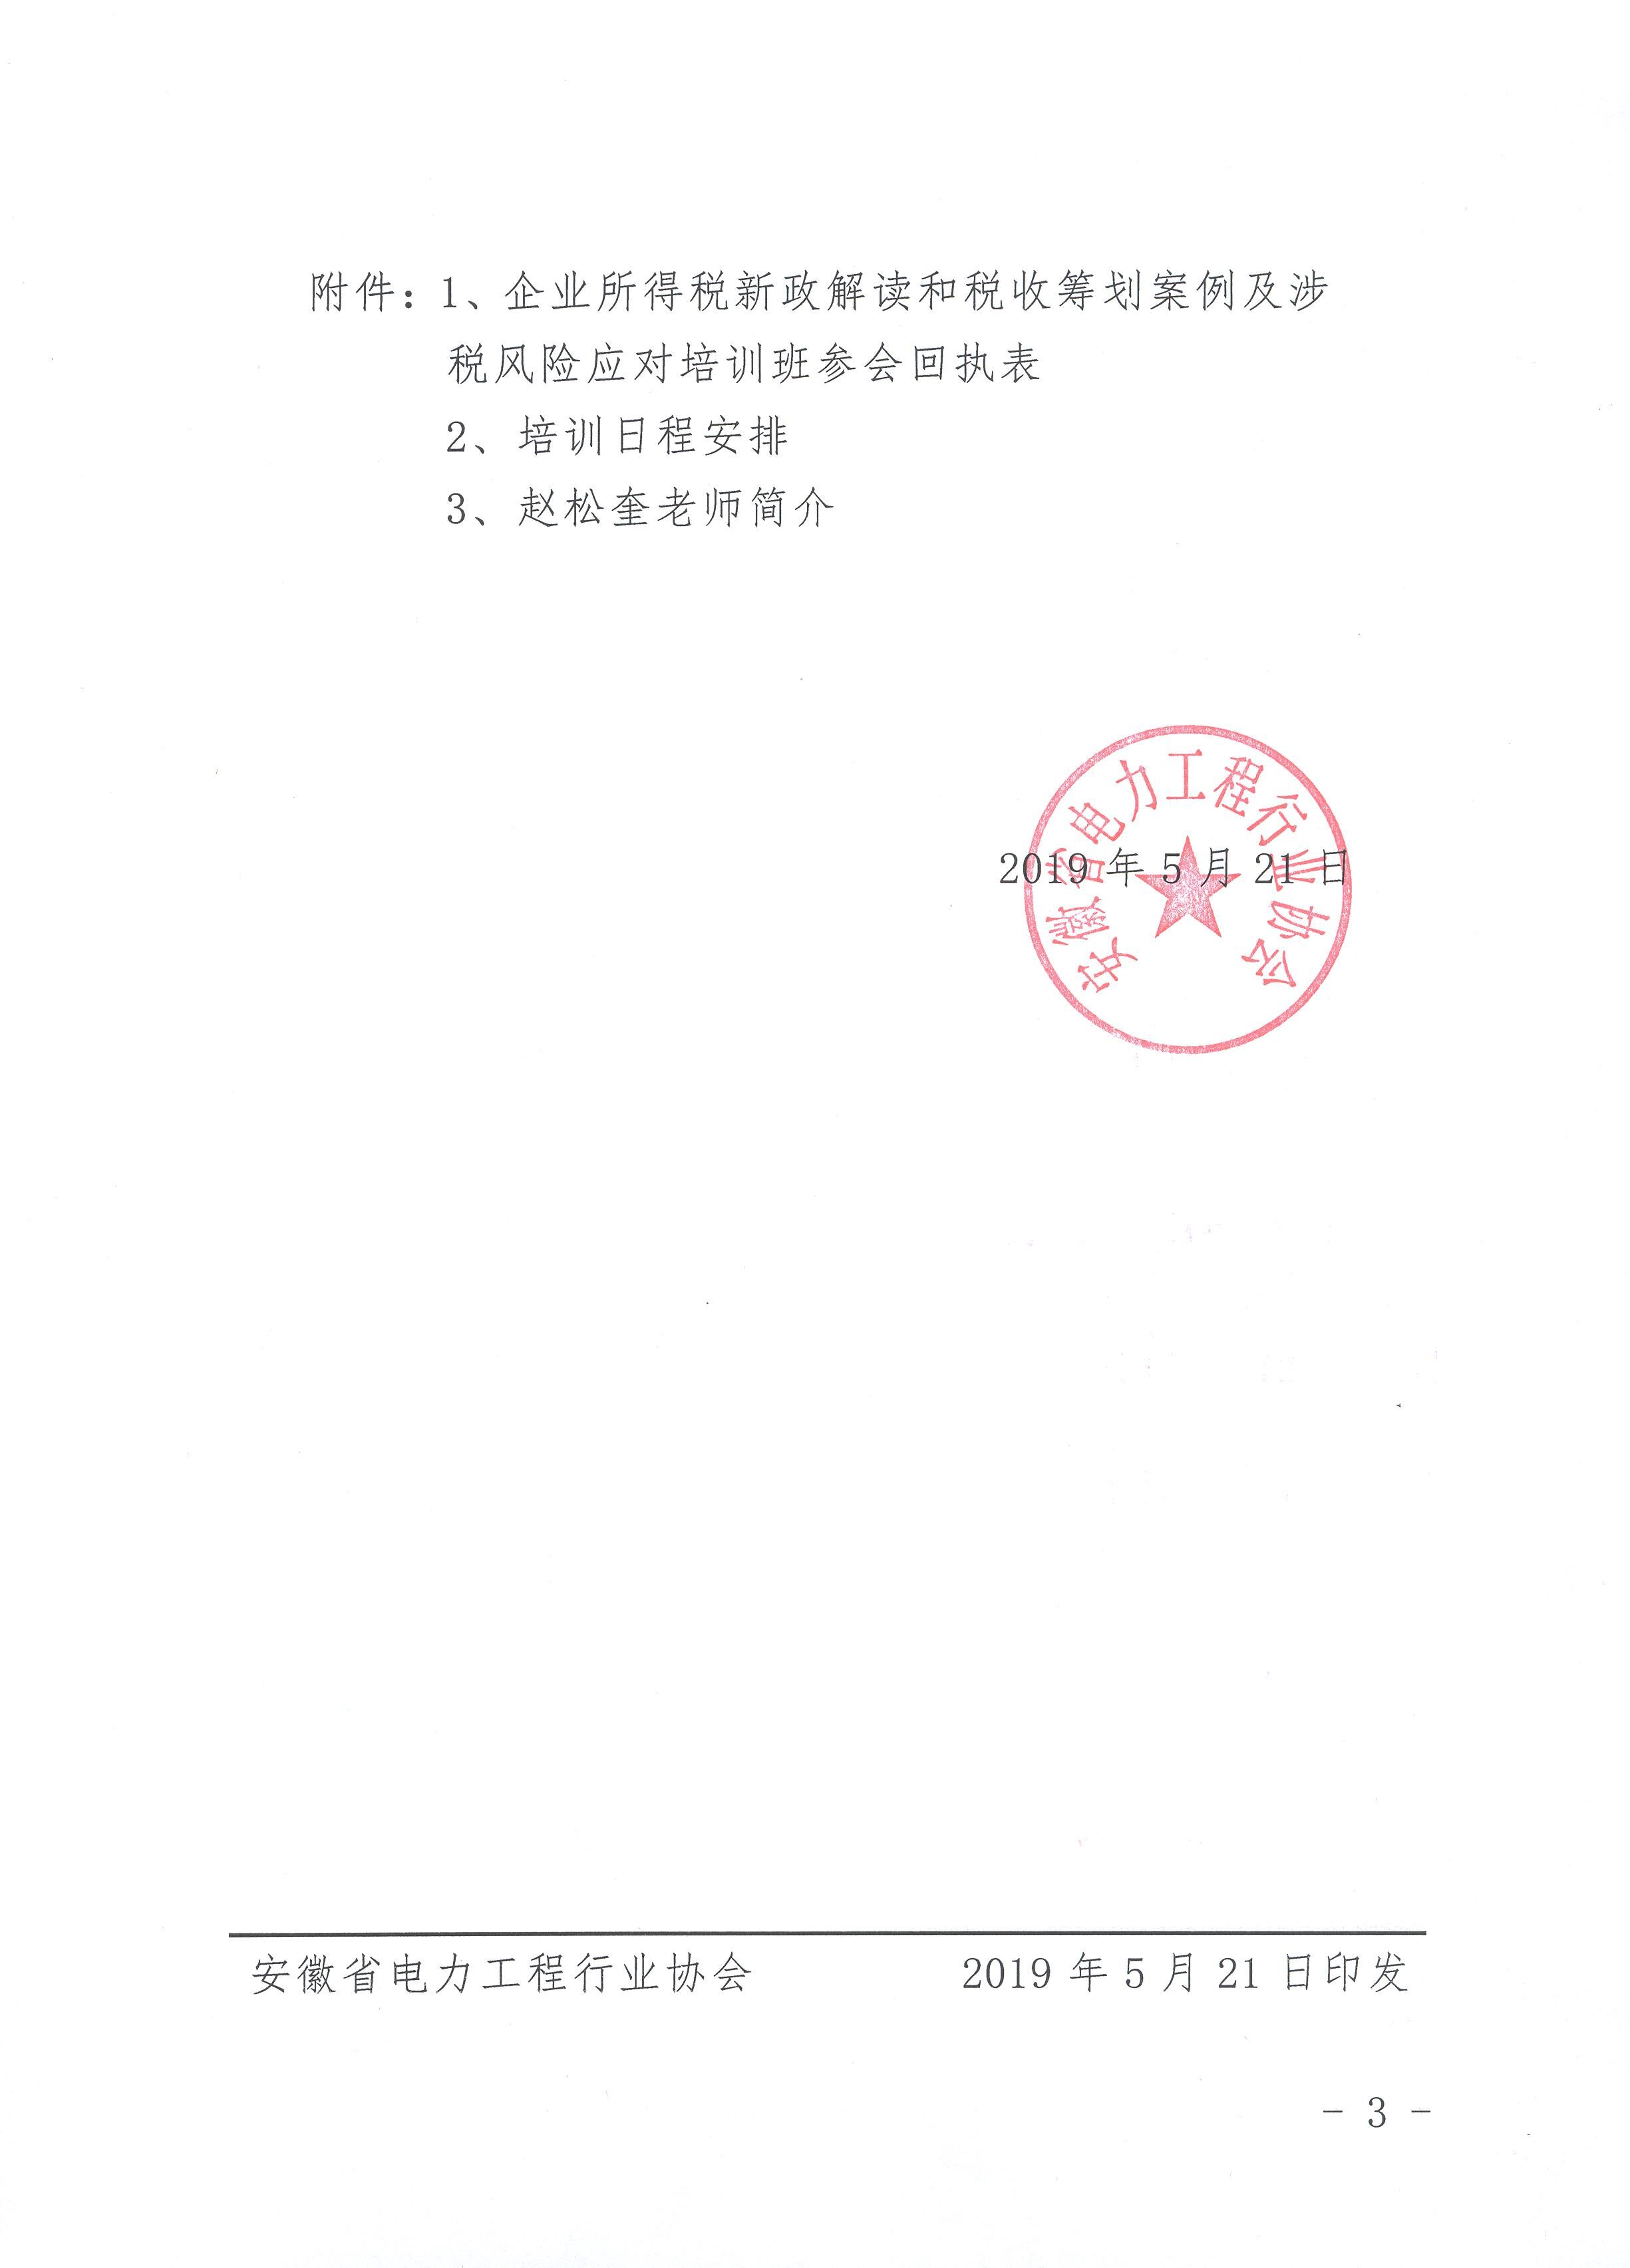 附件：1、企业所得税新政解读和税收筹划案例及涉
税风险应对培训班参会回执表
2、培训日程安排
3、赵松奎老师简介
安徽省电力工程行业协会
2019 年 5 月 21 日
安徽省电力工程行业协会 2019 年 5 月 21 日印发
- 3 -